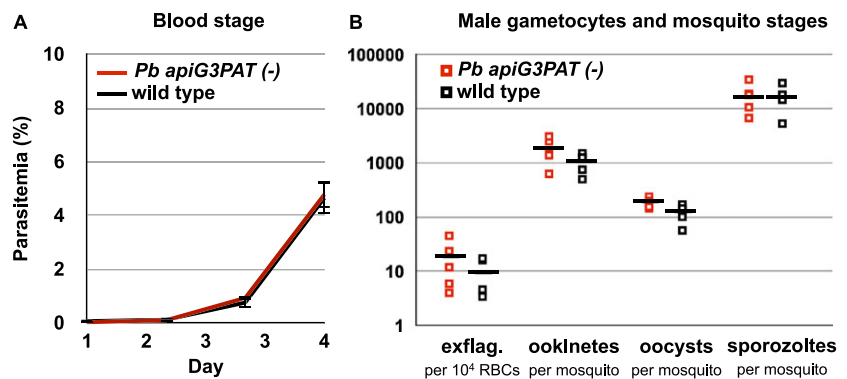 A
Blood stage
Parasitemia (%)
10
8
6
4
2
0
Pb apiG3PAT (-)
wild type
1 2 3 3 4
Day
B
Male gametocytes and mosquito stages
100000
10000
1000
100
10
1
Pb apiG3PAT (-)
wild type
exflag. ookInetes oocysts sporozoItes
per 10⁴ RBCs per mosquito per mosquito per mosquito